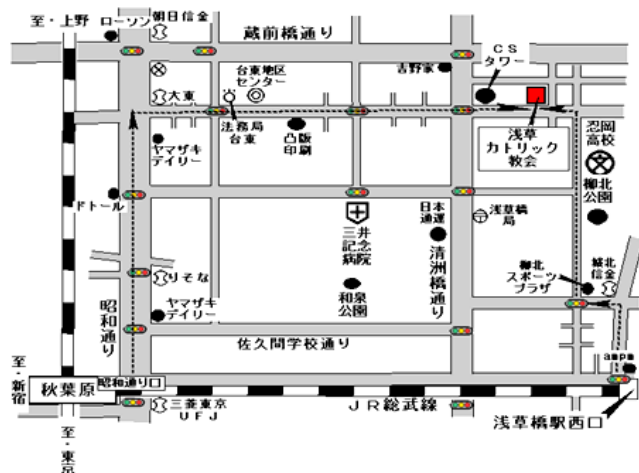 至・上野
ローソン
朝日信金
蔵前橋通り
大東
台東地区
センター
吉野家
CS
タワー
法務局
台東
凸版
印刷
浅草
カトリック
教会
忍岡
高校
ヤマザキ
デイリー
柳北
公園
ドトール
日本
通運
浅草橋
局
三井
記念
病院
清洲橋通り
りそな
柳北
スポーツ
プラザ
城北
信金
和泉
公園
昭和通り
ヤマザキ
デイリー
佐久間学校通り
至・新宿
秋葉原
昭和通り口
ampm
三菱東京
UFJ
JR総武線
浅草橋駅西口
至・東京